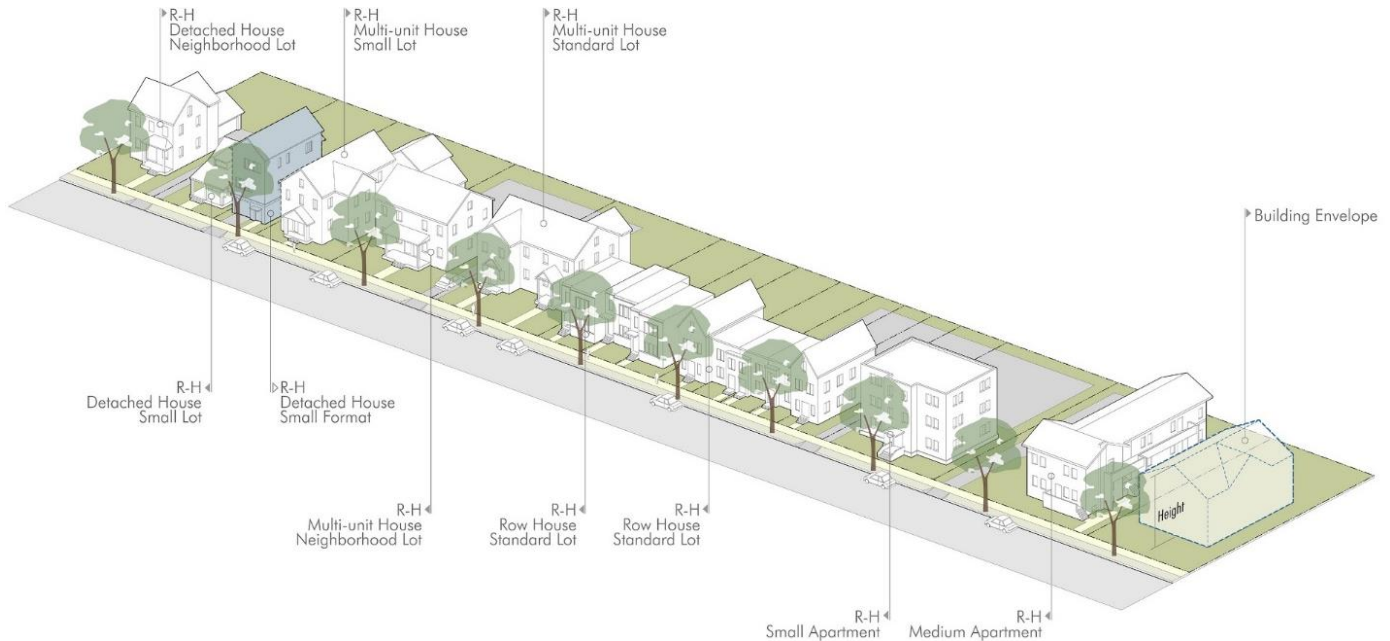 R-H
Detached House
Neighborhood Lot
R-H
Multi-unit House
Small Lot
R-H
Multi-unit House
Standard Lot
Building Envelope
R-H
Detached House
Small Lot
R-H
Detached House
Small Format
R-H
Multi-unit House
Neighborhood Lot
R-H
Row House
Standard Lot
R-H
Row House
Standard Lot
Height
R-H
Small Apartment
R-H
Medium Apartment